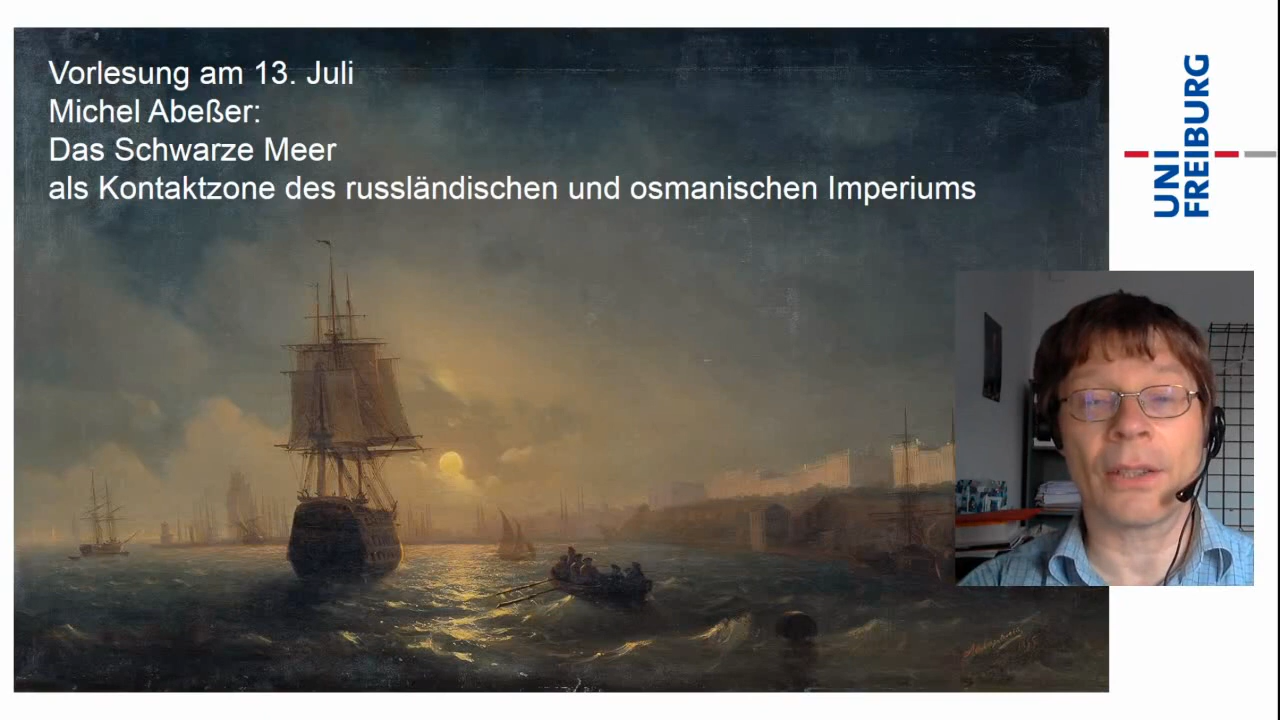 Vorlesung am 13. Juli
Michel Abeßer:
Das Schwarze Meer
als Kontaktzone des russländischen und osmanischen Imperiums
UNI
FREIBURG